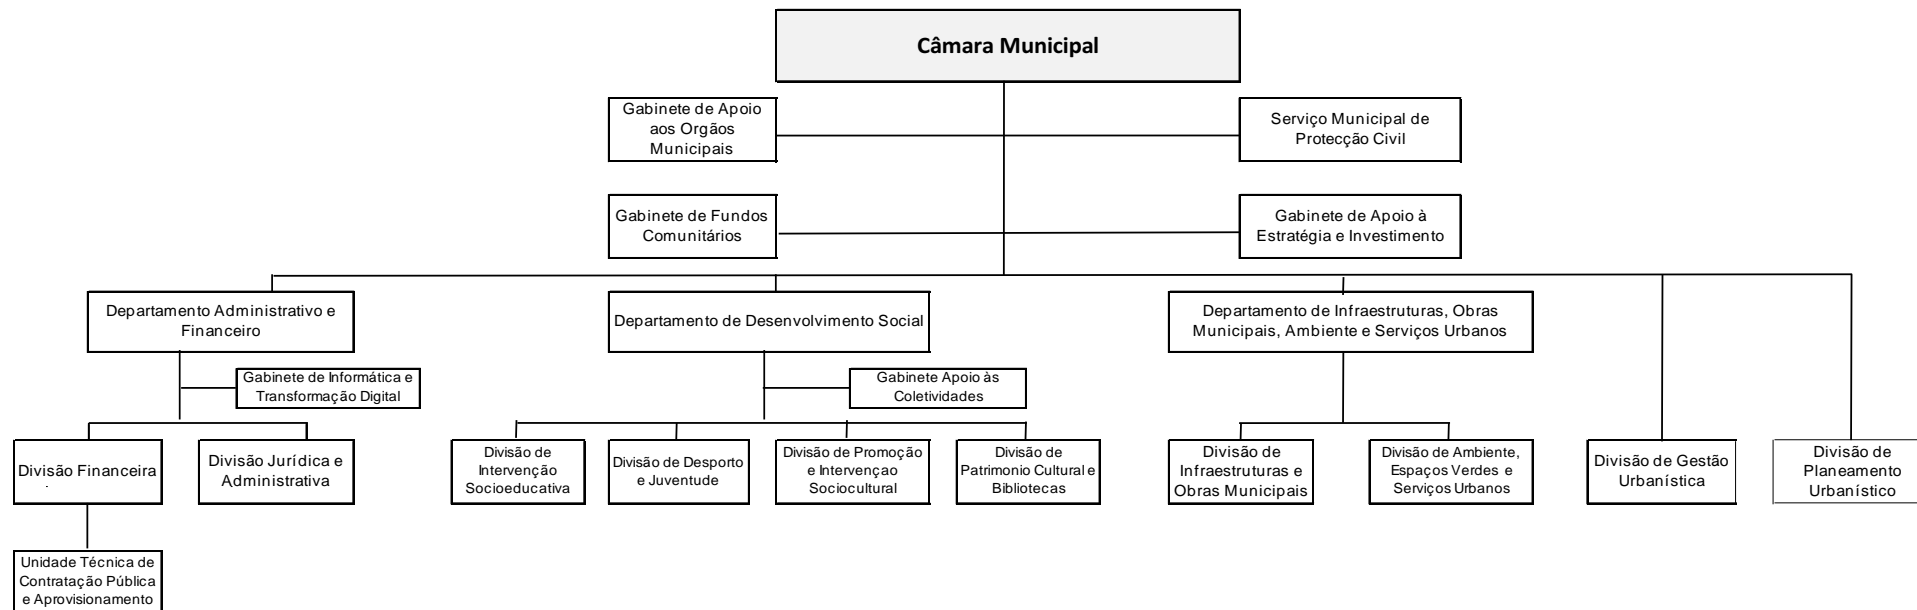 Câmara Municipal
Gabinete de Apoio
aos Orgãos
Municipais
Serviço Municipal de
Protecção Civil
Gabinete de Fundos
Comunitários
Gabinete de Apoio à
Estratégia e Investimento
Departamento Administrativo e
Financeiro
Departamento de Desenvolvimento Social
Departamento de Infraestruturas, Obras
Municipais, Ambiente e Serviços Urbanos
Gabinete de Informática e
Transformação Digital
Gabinete Apoio às
Coletividades
Divisão Financeira
Divisão Jurídica e
Administrativa
Divisão de
Intervenção
Socioeducativa
Divisão de Desporto
e Juventude
Divisão de Promoção
e Intervençao
Sociocultural
Divisão de
Patrimonio Cultural e
Bibliotecas
Divisão de
Infraestruturas e
Obras Municipais
Divisão de Ambiente,
Espaços Verdes e
Serviços Urbanos
Divisão de Gestão
Urbanística
Divisão de
Planeamento
Urbanístico
Unidade Técnica de
Contratação Pública
e Aprovisionamento